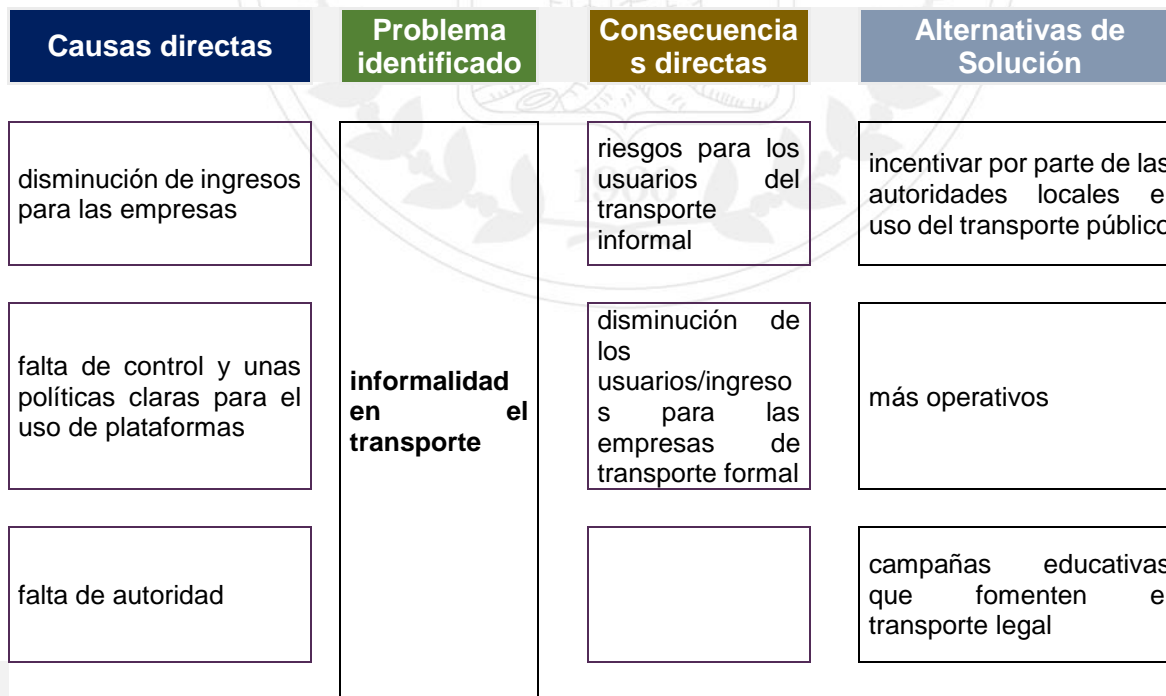 Causas directas
Problema
identificado
Consecuencia
s directas
Alternativas de
Solución
disminución de ingresos
para las empresas
falta de control y unas
políticas claras para el
uso de plataformas
falta de autoridad
informalidad
en el
transporte
riesgos para los
usuarios del
transporte
informal
disminución de
los
usuarios/ingreso
s para las
empresas de
transporte formal
incentivar por parte de las
autoridades locales e
uso del transporte público
más operativos
campañas educativas
que fomenten e
transporte legal
1900